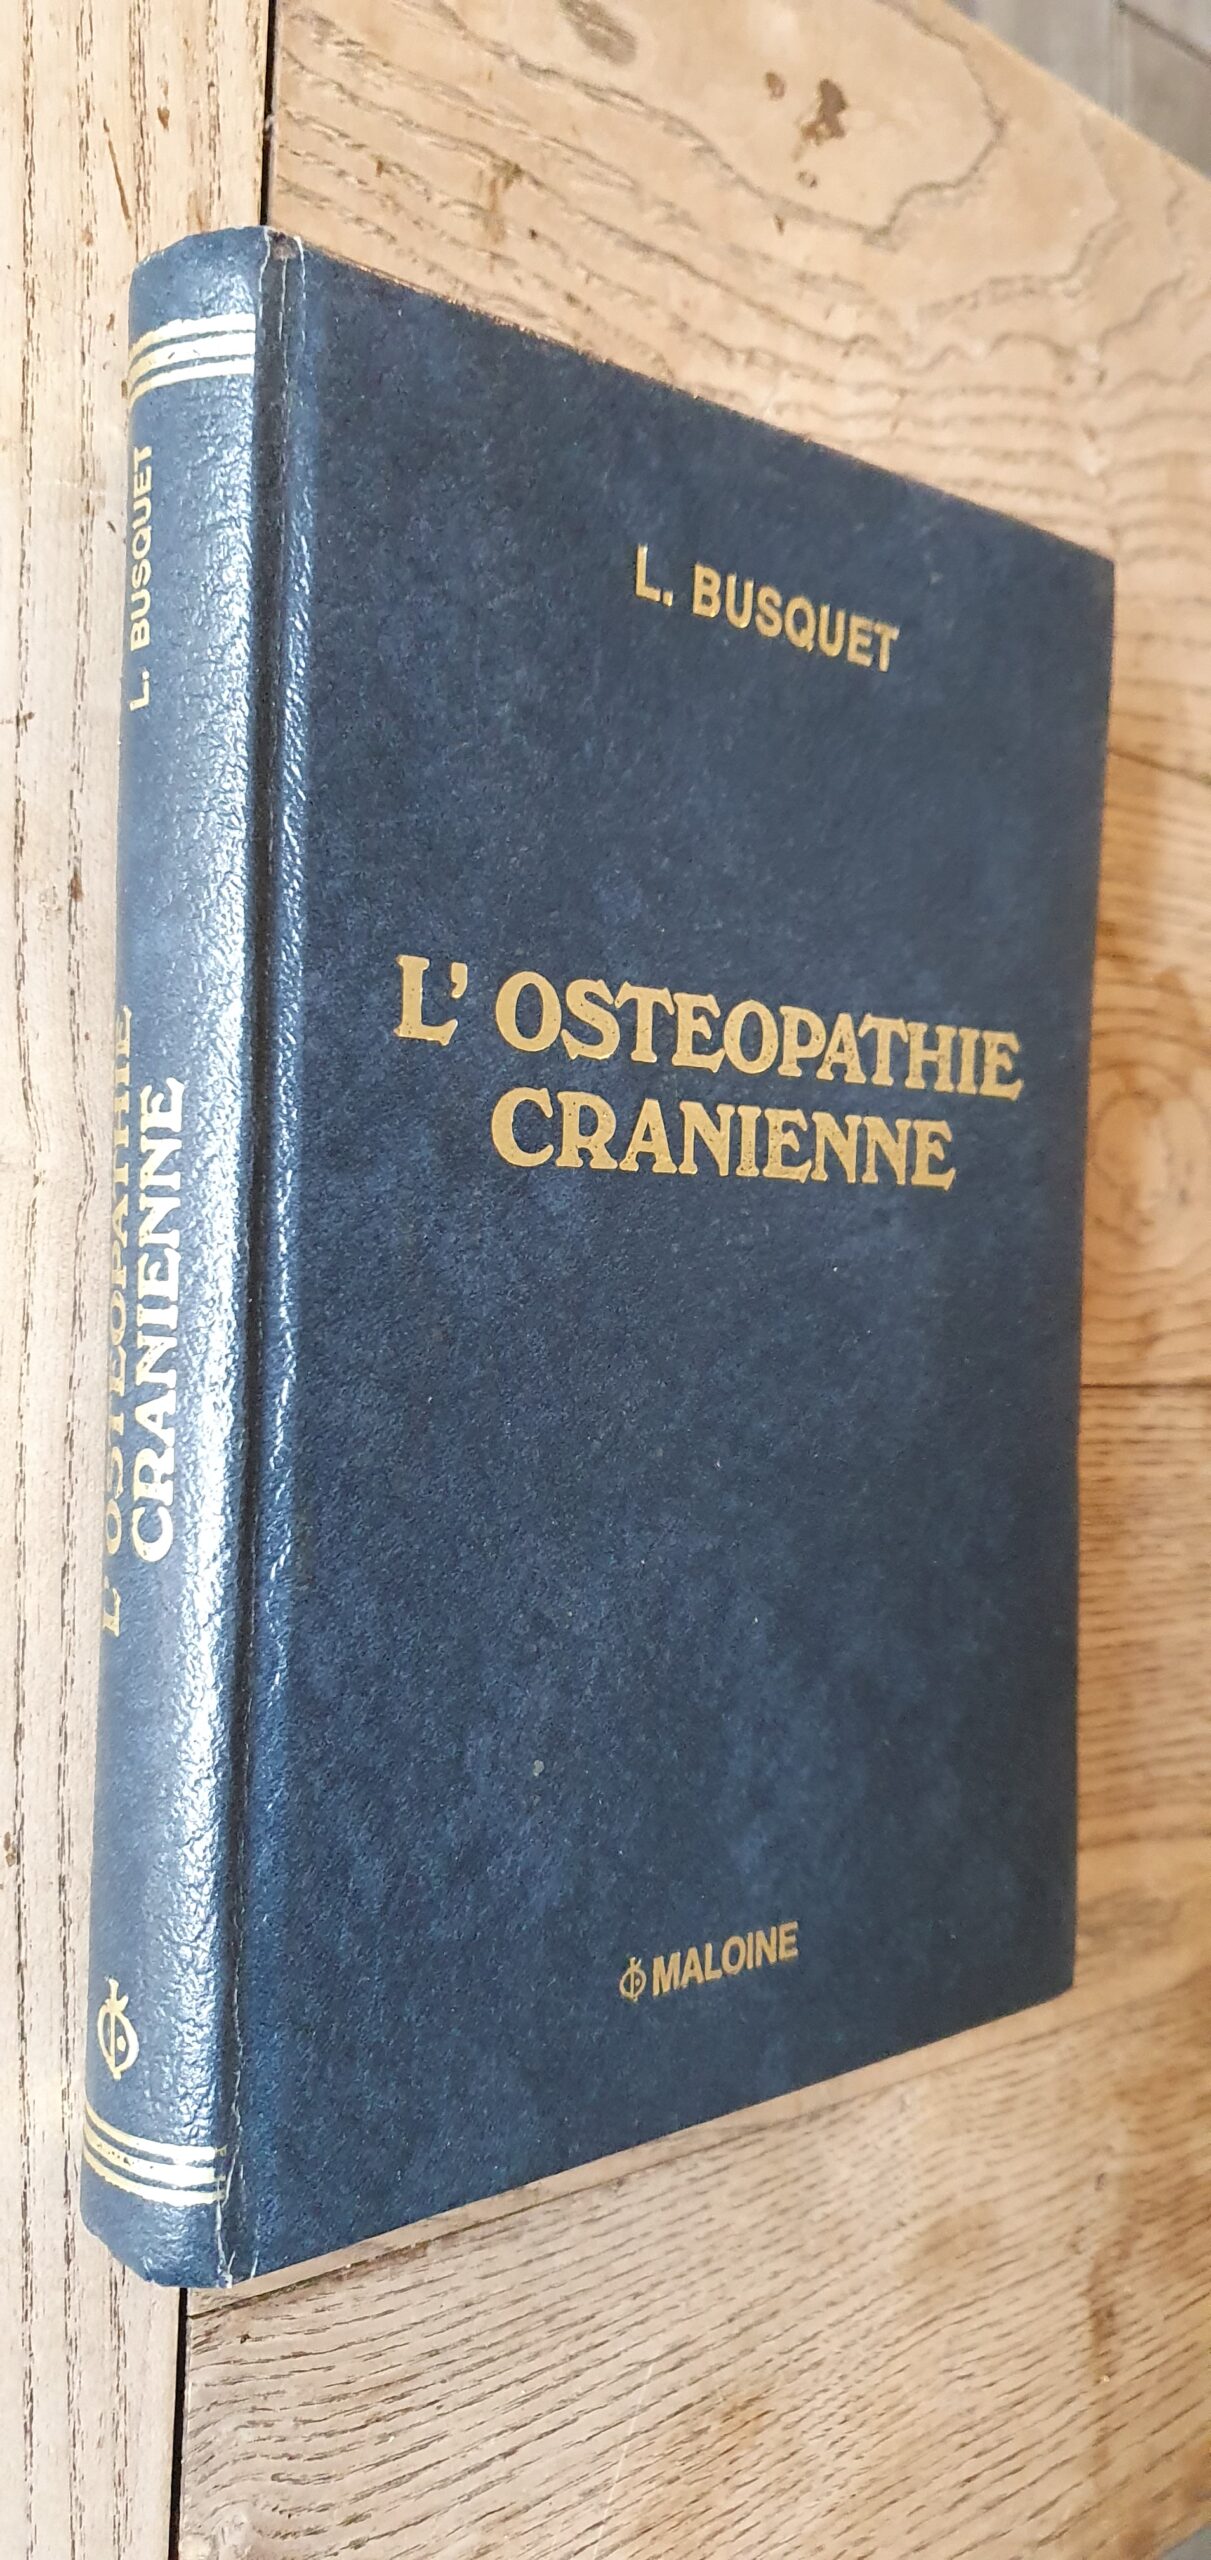 L. BUSQUET
L' OSTEOPATHIE
CRANIENNE
MALOINE
L. BUSQUET
L'OSTEOPATHIE
CRANIENNE